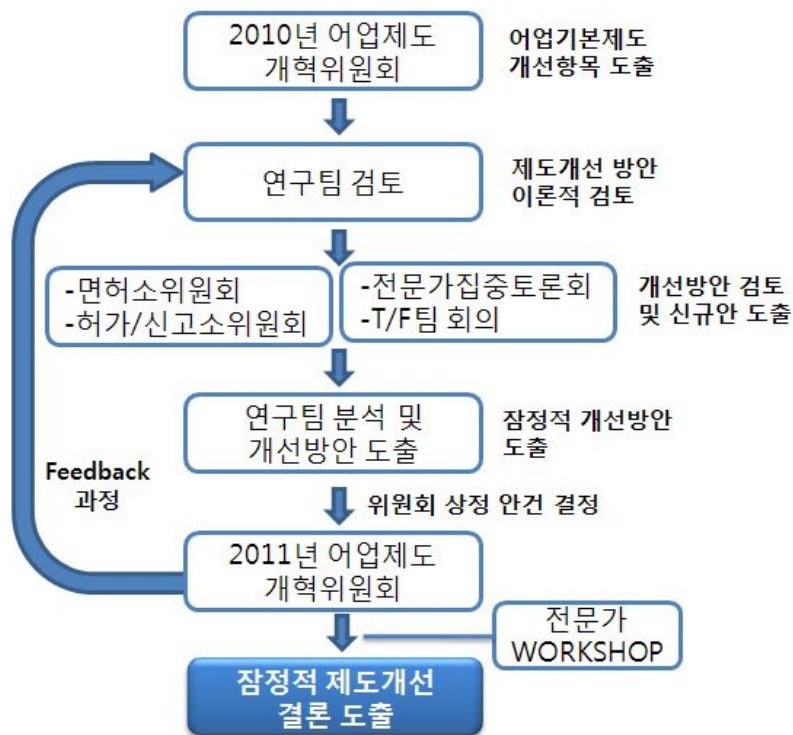 2010년 어업제도
개혁위원회
어업기본제도
개선항목 도출
연구팀 검토
제도개선 방안
이론적 검토
-면허소위원회
-허가/신고소위원회
-전문가집중토론회
-T/F팀 회의
개선방안 검토
및 신규안 도출
연구팀 분석 및
개선방안 도출
잠정적 개선방안
도출
Feedback
과정
위원회 상정 안건 결정
2011년 어업제도
개혁위원회
전문가
WORKSHOP
잠정적 제도개선
결론 도출